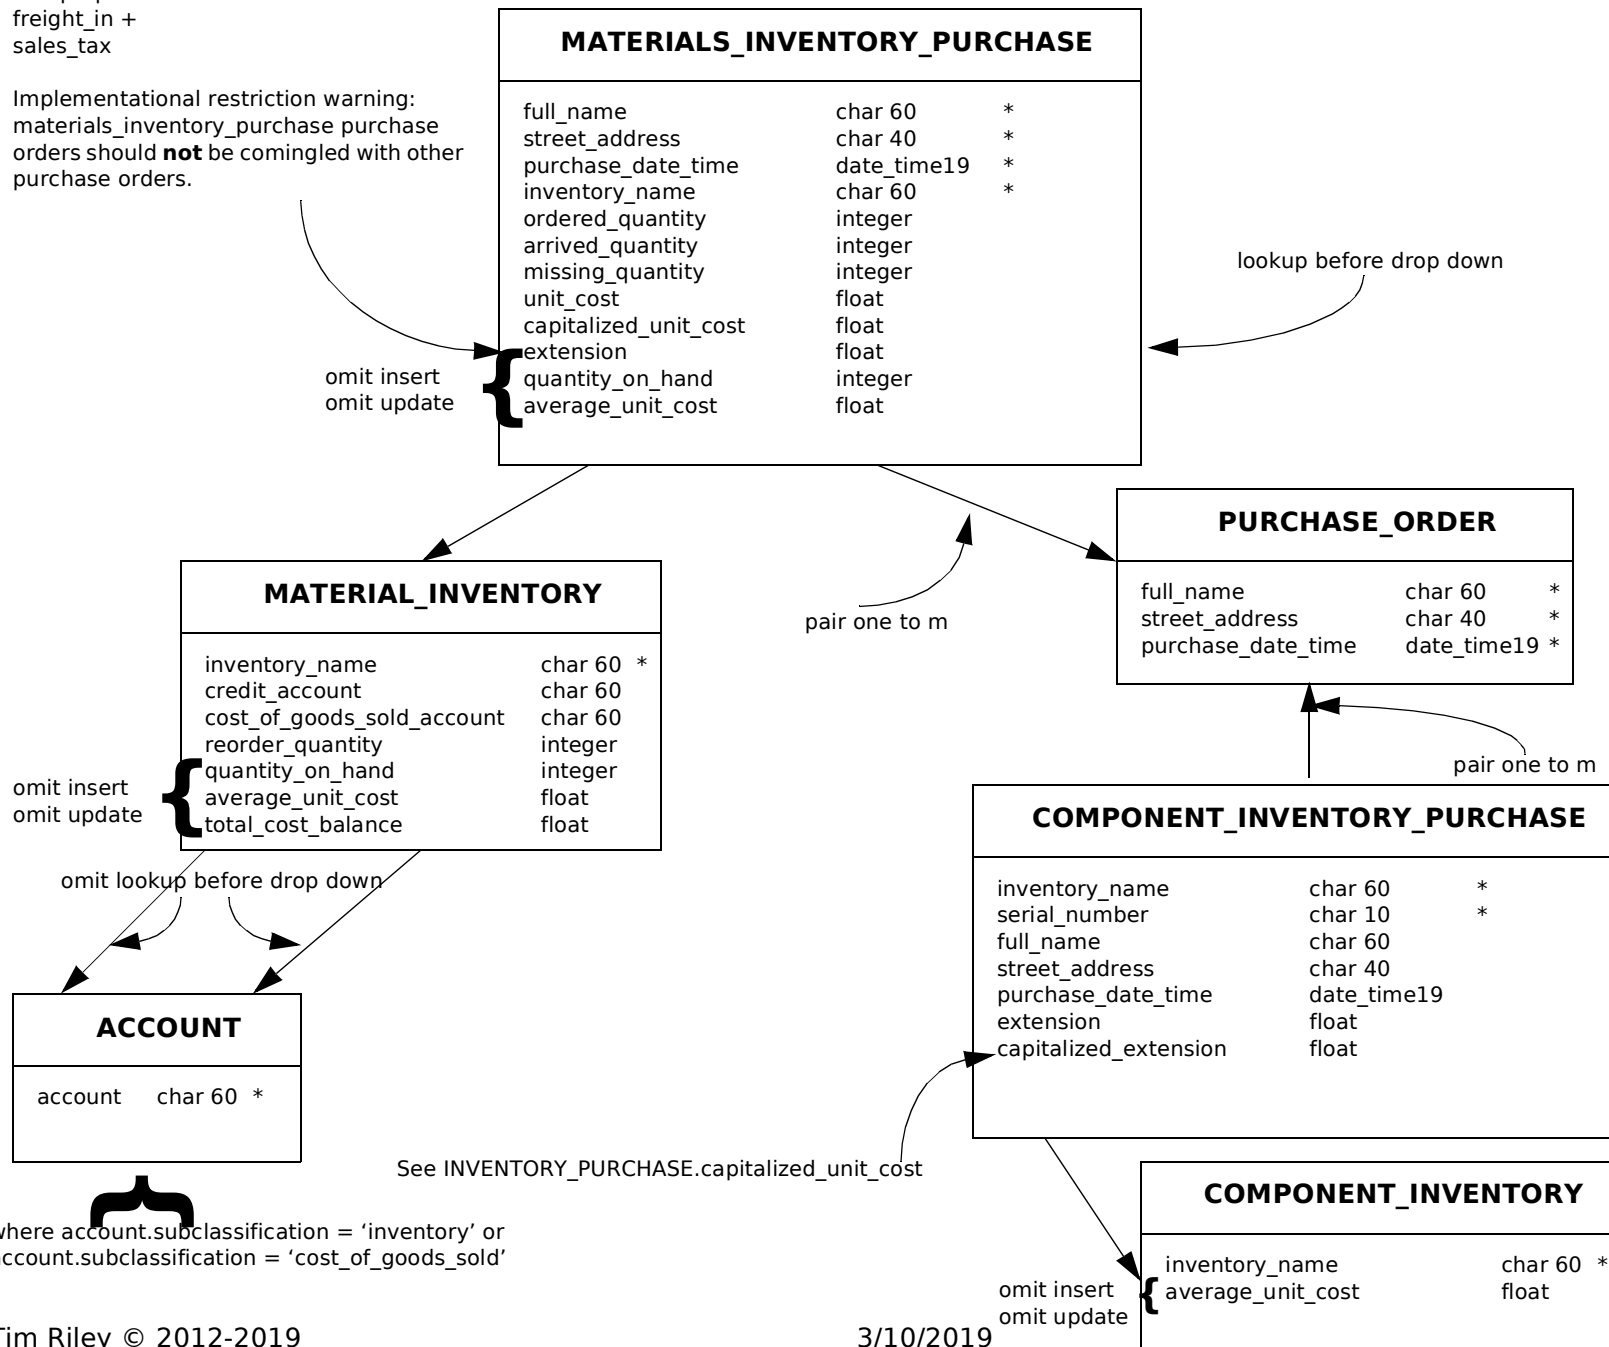 freight_in +
sales_tax
Implementational restriction warning:
materials_inventory_purchase purchase
orders should not be comingled with other
purchase orders.
MATERIALS_INVENTORY_PURCHASE
full_name char 60 *
street_address char 40 *
purchase_date_time date_time19 *
inventory_name char 60 *
ordered_quantity integer
arrived_quantity integer
missing_quantity integer
unit_cost float
capitalized_unit_cost float
extension float
quantity_on_hand integer
average_unit_cost float
omit insert
omit update
lookup before drop down
pair one to m
PURCHASE_ORDER
full_name char 60 *
street_address char 40 *
purchase_date_time date_time19 *
pair one to m
MATERIAL_INVENTORY
inventory_name char 60 *
credit_account char 60
cost_of_goods_sold_account char 60
reorder_quantity integer
quantity_on_hand integer
average_unit_cost float
total_cost_balance float
omit insert
omit update
omit lookup before drop down
COMPONENT_INVENTORY_PURCHASE
inventory_name char 60 *
serial_number char 10 *
full_name char 60
street_address char 40
purchase_date_time date_time19
extension float
capitalized_extension float
ACCOUNT
account char 60 *
See INVENTORY_PURCHASE.capitalized_unit_cost
where account.subclassification = ‘inventory’ or
account.subclassification = ‘cost_of_goods_sold’
COMPONENT_INVENTORY
inventory_name char 60 *
average_unit_cost float
omit insert
omit update
Tim Riley © 2012-2019
3/10/2019